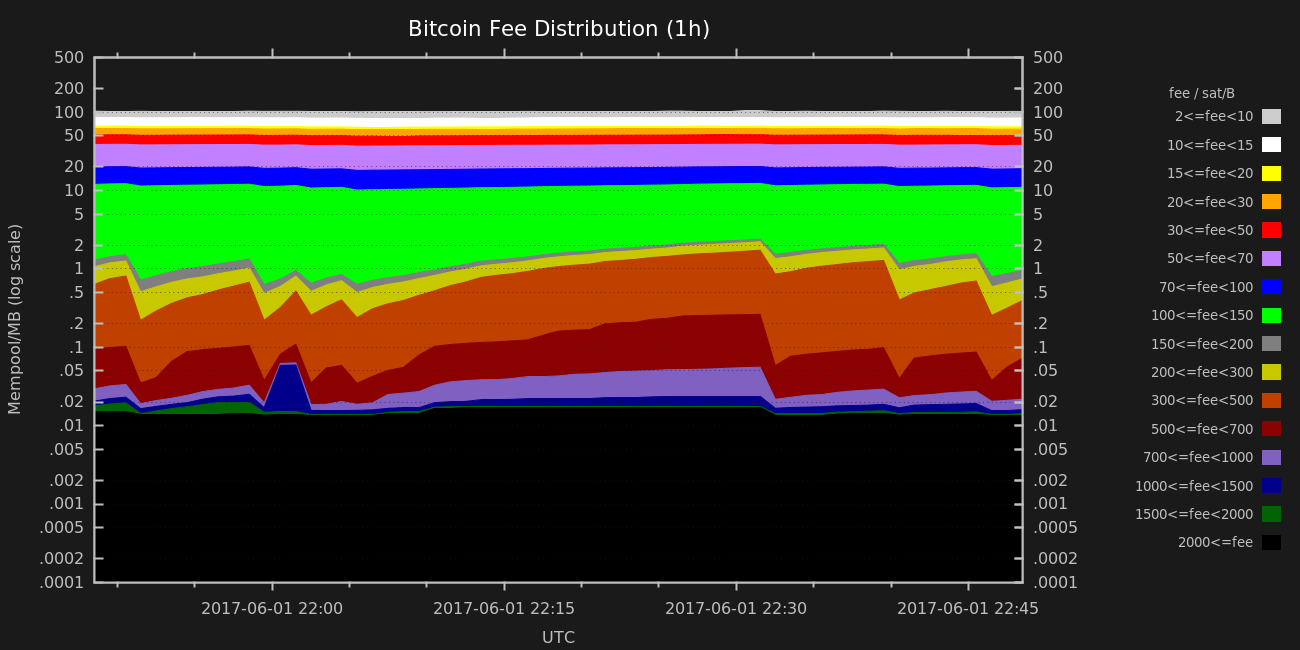 Bitcoin Fee Distribution (1h)
Mempool/MB (log scale)
500
200
100
50
20
10
5
2
1
.5
.2
.1
.05
.02
.01
.005
.002
.001
.0005
.0002
.0001
500
200
100
50
20
10
5
2
1
.5
.2
.1
.05
.02
.01
.005
.002
.001
.0005
.0002
.0001
2017-06-01 22:00
2017-06-01 22:15
2017-06-01 22:30
2017-06-01 22:45
UTC
fee / sat/B
2<=fee<10
10<=fee<15
15<=fee<20
20<=fee<30
30<=fee<50
50<=fee<70
70<=fee<100
100<=fee<150
150<=fee<200
200<=fee<300
300<=fee<500
500<=fee<700
700<=fee<1000
1000<=fee<1500
1500<=fee<2000
2000<=fee